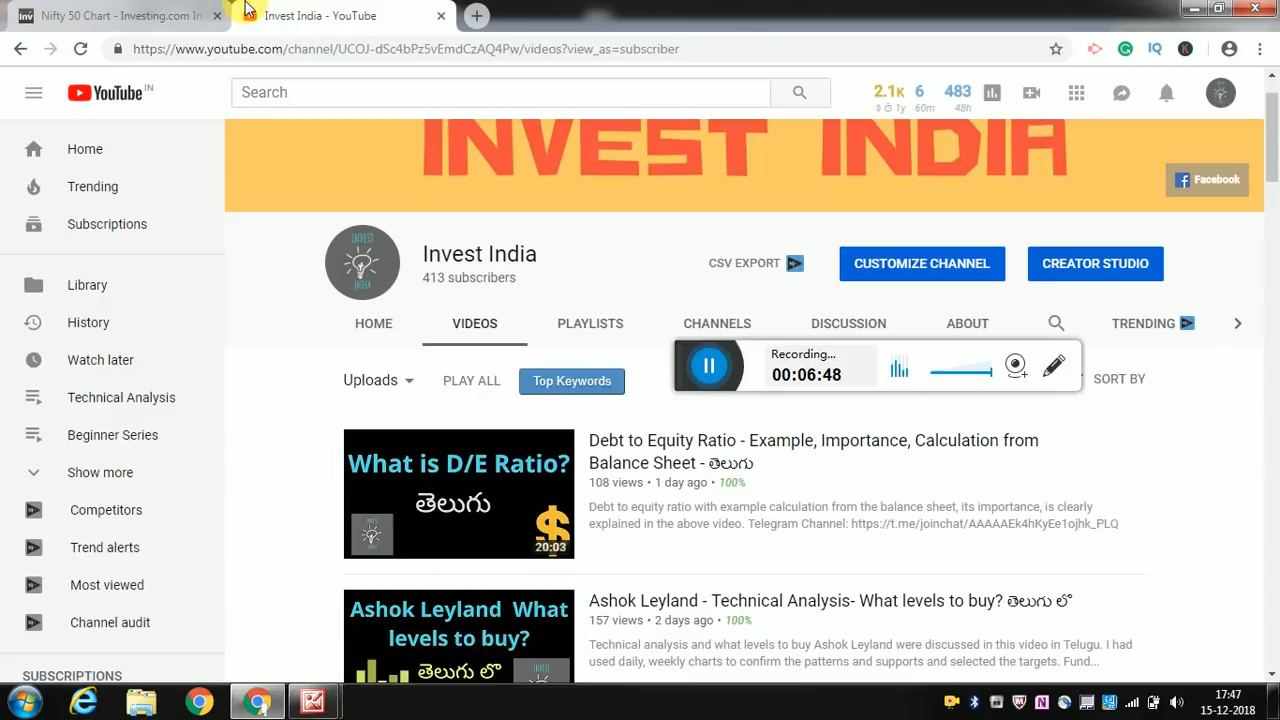 Nifty 50 Chart - Investing.com In
Invest India - YouTube
https://www.youtube.com/channel/UCOJ-dSc4bPz5vEmdCzAQ4Pw/videos?view_as=subscriber
YouTube IN
Search
2.1K 6 483
$ 1y 60m 48h
INVEST INDIA
Facebook
Home
Trending
Subscriptions
Library
History
Watch later
Technical Analysis
Beginner Series
Show more
Competitors
Trend alerts
Most viewed
Channel audit
SUBSCRIPTIONS
INVEST
INDIA
Invest India
413 subscribers
CSV EXPORT
CUSTOMIZE CHANNEL
CREATOR STUDIO
HOME
VIDEOS
PLAYLISTS
CHANNELS
DISCUSSION
ABOUT
TRENDING
Recording...
00:06:48
Uploads
PLAY ALL
Top Keywords
SORT BY
What is D/E Ratio?
తెలుగు
20:03
Debt to Equity Ratio - Example, Importance, Calculation from
Balance Sheet - తెలుగు
108 views • 1 day ago • 100%
Debt to equity ratio with example calculation from the balance sheet, its importance, is clearly
explained in the above video. Telegram Channel: https://t.me/joinchat/AAAAAEk4hKyEe1ojhk_PLQ
Ashok Leyland What
levels to buy?
తెలుగు లొ
Ashok Leyland - Technical Analysis- What levels to buy? తెలుగు లో
157 views • 2 days ago • 100%
Technical analysis and what levels to buy Ashok Leyland were discussed in this video in Telugu. I had
used daily, weekly charts to confirm the patterns and supports and selected the targets. Fund...
17:47
15-12-2018